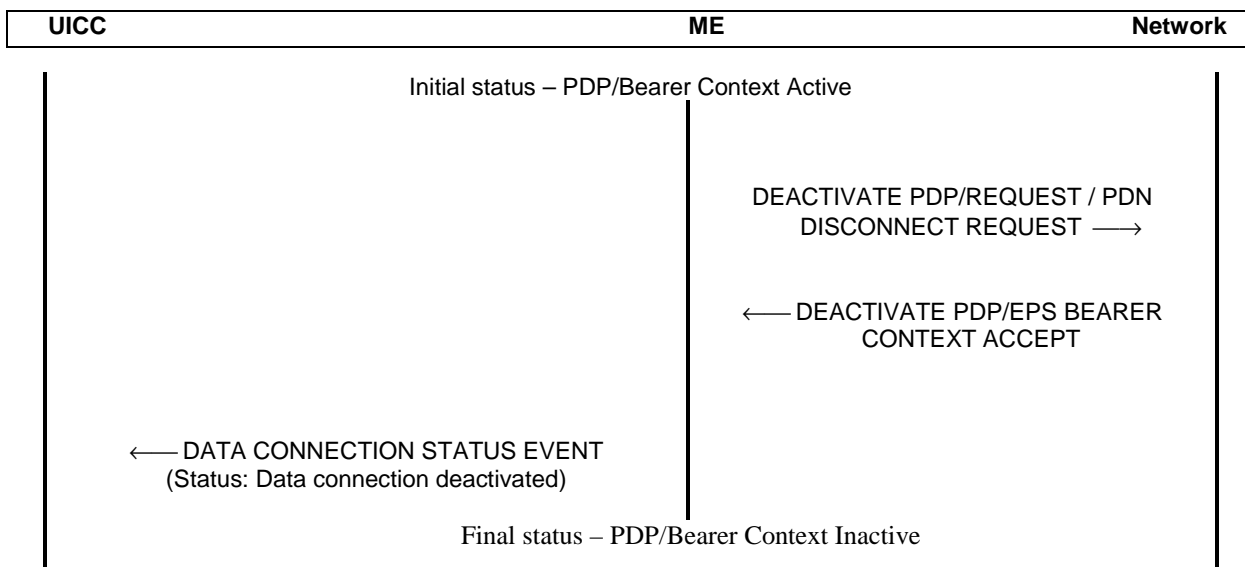 UICC ME Network
Initial status – PDP/Bearer Context Active
DEACTIVATE PDP/REQUEST / PDN
DISCONNECT REQUEST ⟶
⟵ DEACTIVATE PDP/EPS BEARER
CONTEXT ACCEPT
⟵ DATA CONNECTION STATUS EVENT
(Status: Data connection deactivated)
Final status – PDP/Bearer Context Inactive